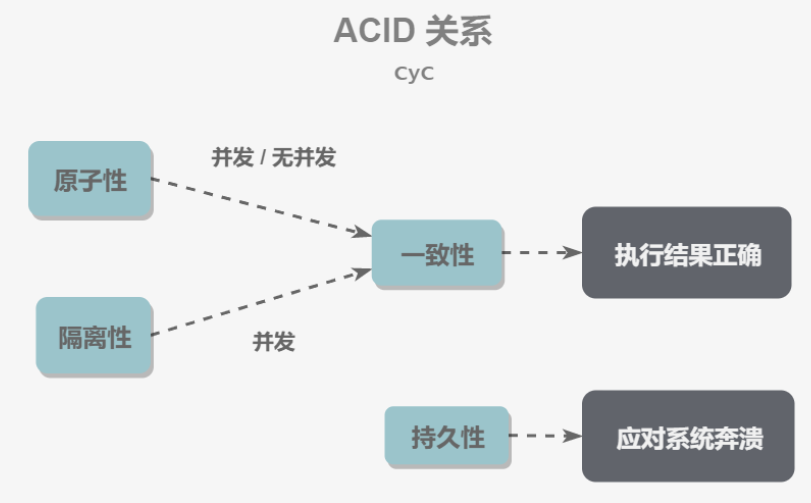 ACID 关系
CyC
并发 / 无并发
原子性
一致性
执行结果正确
隔离性
并发
持久性
应对系统奔溃